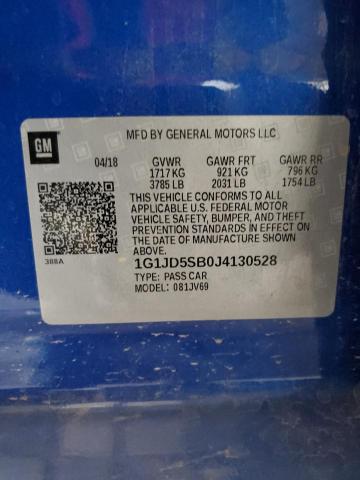 GM
MFD BY GENERAL MOTORS LLC
04/18 GVWR GAWR FRT GAWR RR
1717 KG 921 KG 796 KG
3785 LB 2031 LB 1754 LB
THIS VEHICLE CONFORMS TO ALL
APPLICABLE U.S. FEDERAL MOTOR
VEHICLE SAFETY, BUMPER, AND THEFT
PREVENTION STANDARDS IN EFFECT ON
THE DATE OF MANUFACTURE SHOWN
ABOVE.
388A
1G1JD5SB0J4130528
TYPE: PASS CAR
MODEL: 081JV69